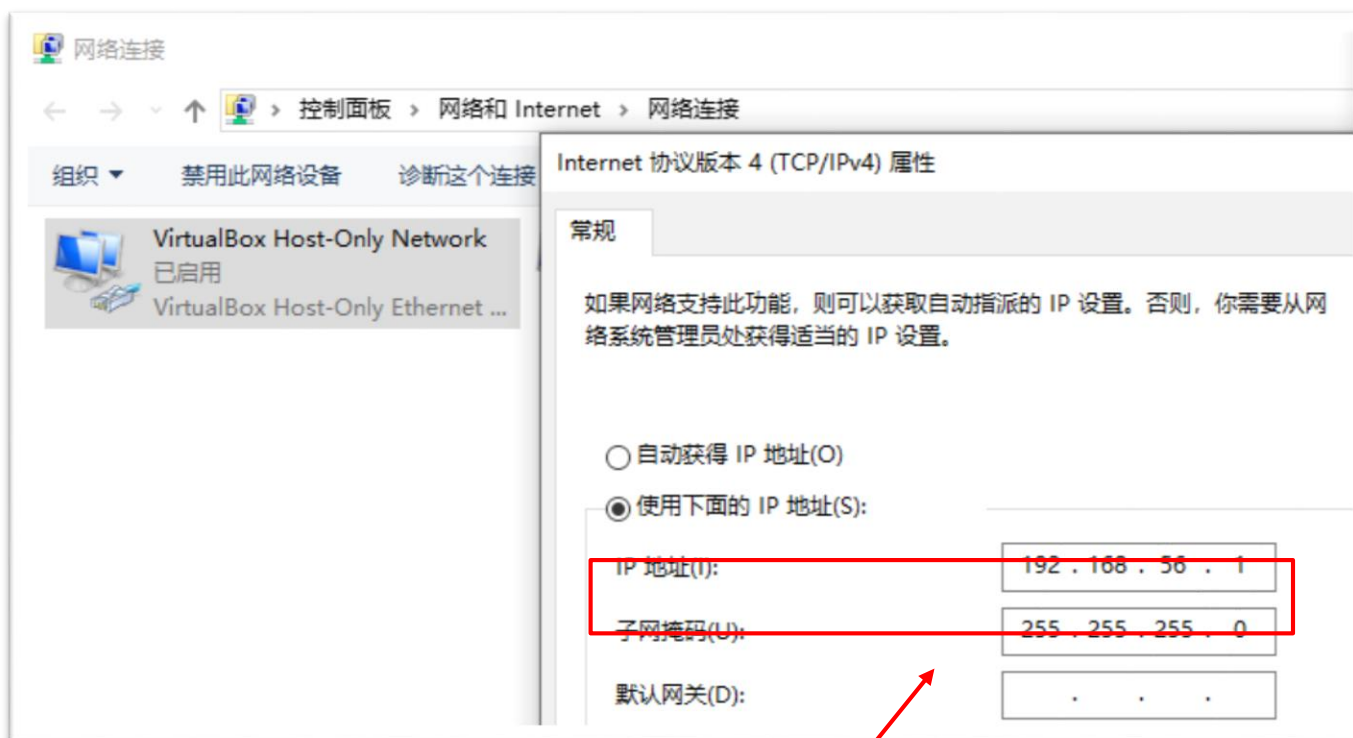 网络连接
控制面板 > 网络和 Internet > 网络连接
组织 禁用此网络设备 诊断这个连接
VirtualBox Host-Only Network
已启用
VirtualBox Host-Only Ethernet ...
Internet 协议版本 4 (TCP/IPv4) 属性
常规
如果网络支持此功能，则可以获取自动指派的 IP 设置。否则，你需要从网
络系统管理员处获得适当的 IP 设置。
自动获得 IP 地址(O)
使用下面的 IP 地址(S):
IP 地址(I): 192 . 168 . 56 . 1
子网掩码(U): 255 . 255 . 255 . 0
默认网关(D): . . .